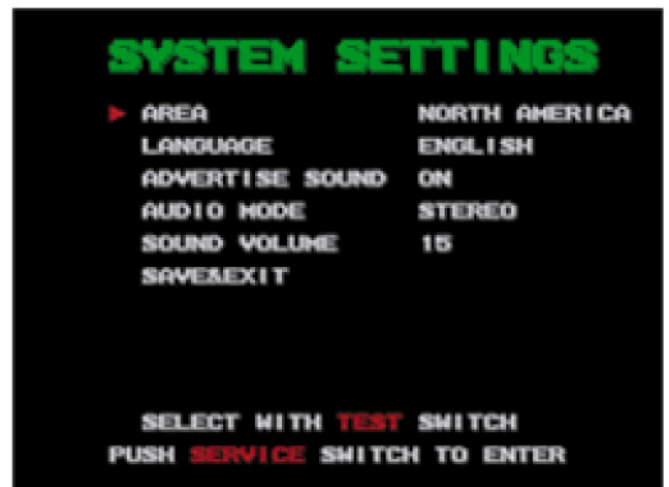 SYSTEM SETTINGS
▶ AREA NORTH AMERICA
LANGUAGE ENGLISH
ADVERTISE SOUND ON
AUDIO MODE STEREO
SOUND VOLUME 15
SAVE&EXIT
SELECT WITH TEST SWITCH
PUSH SERVICE SWITCH TO ENTER